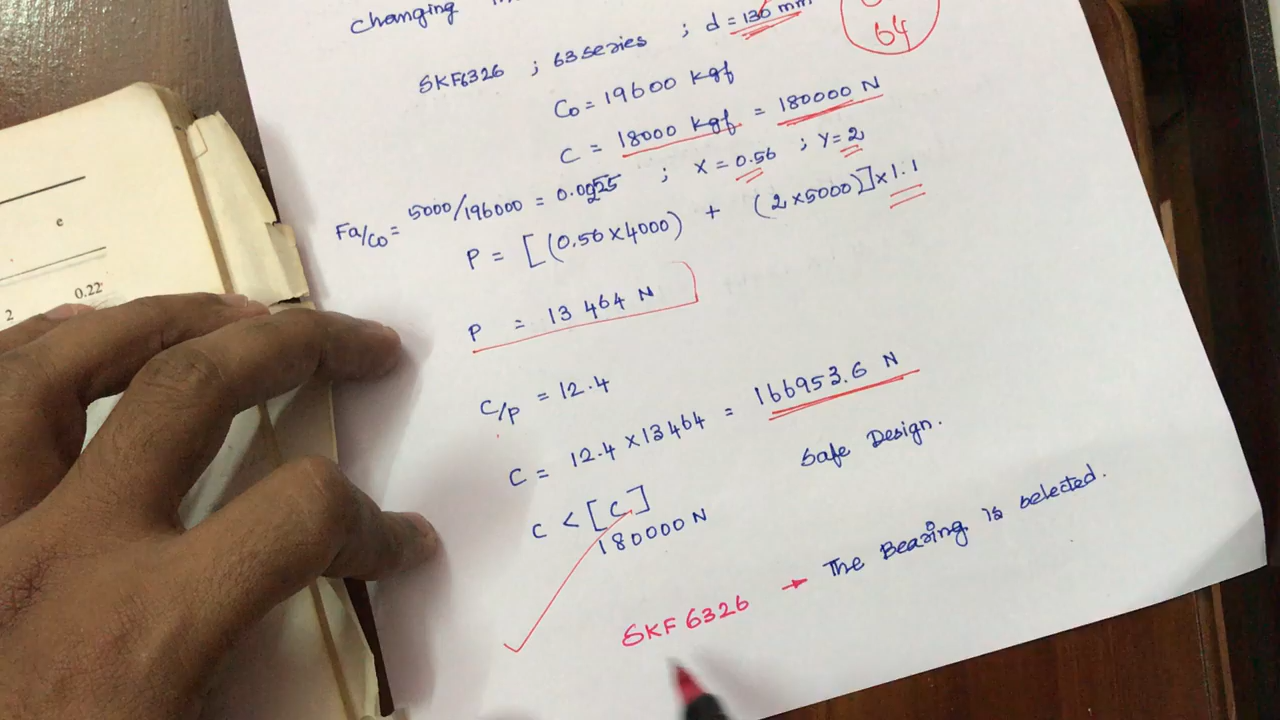 changing
64
SKF6326 ; 63 series ; d = 130 mm
Co = 19600 kgf
C = 18000 kgf = 180000 N
Fa/Co = 5000/196000 = 0.0255 ; X = 0.56 ; Y = 2
P = [(0.56 x 4000) + (2 x 5000)] x 1.1
P = 13 464 N
C/P = 12.4
C = 12.4 x 13464 = 166953.6 N
C < [C] Safe Design.
180000 N
SKF 6326 → The Bearing is selected.
e
0.22
2